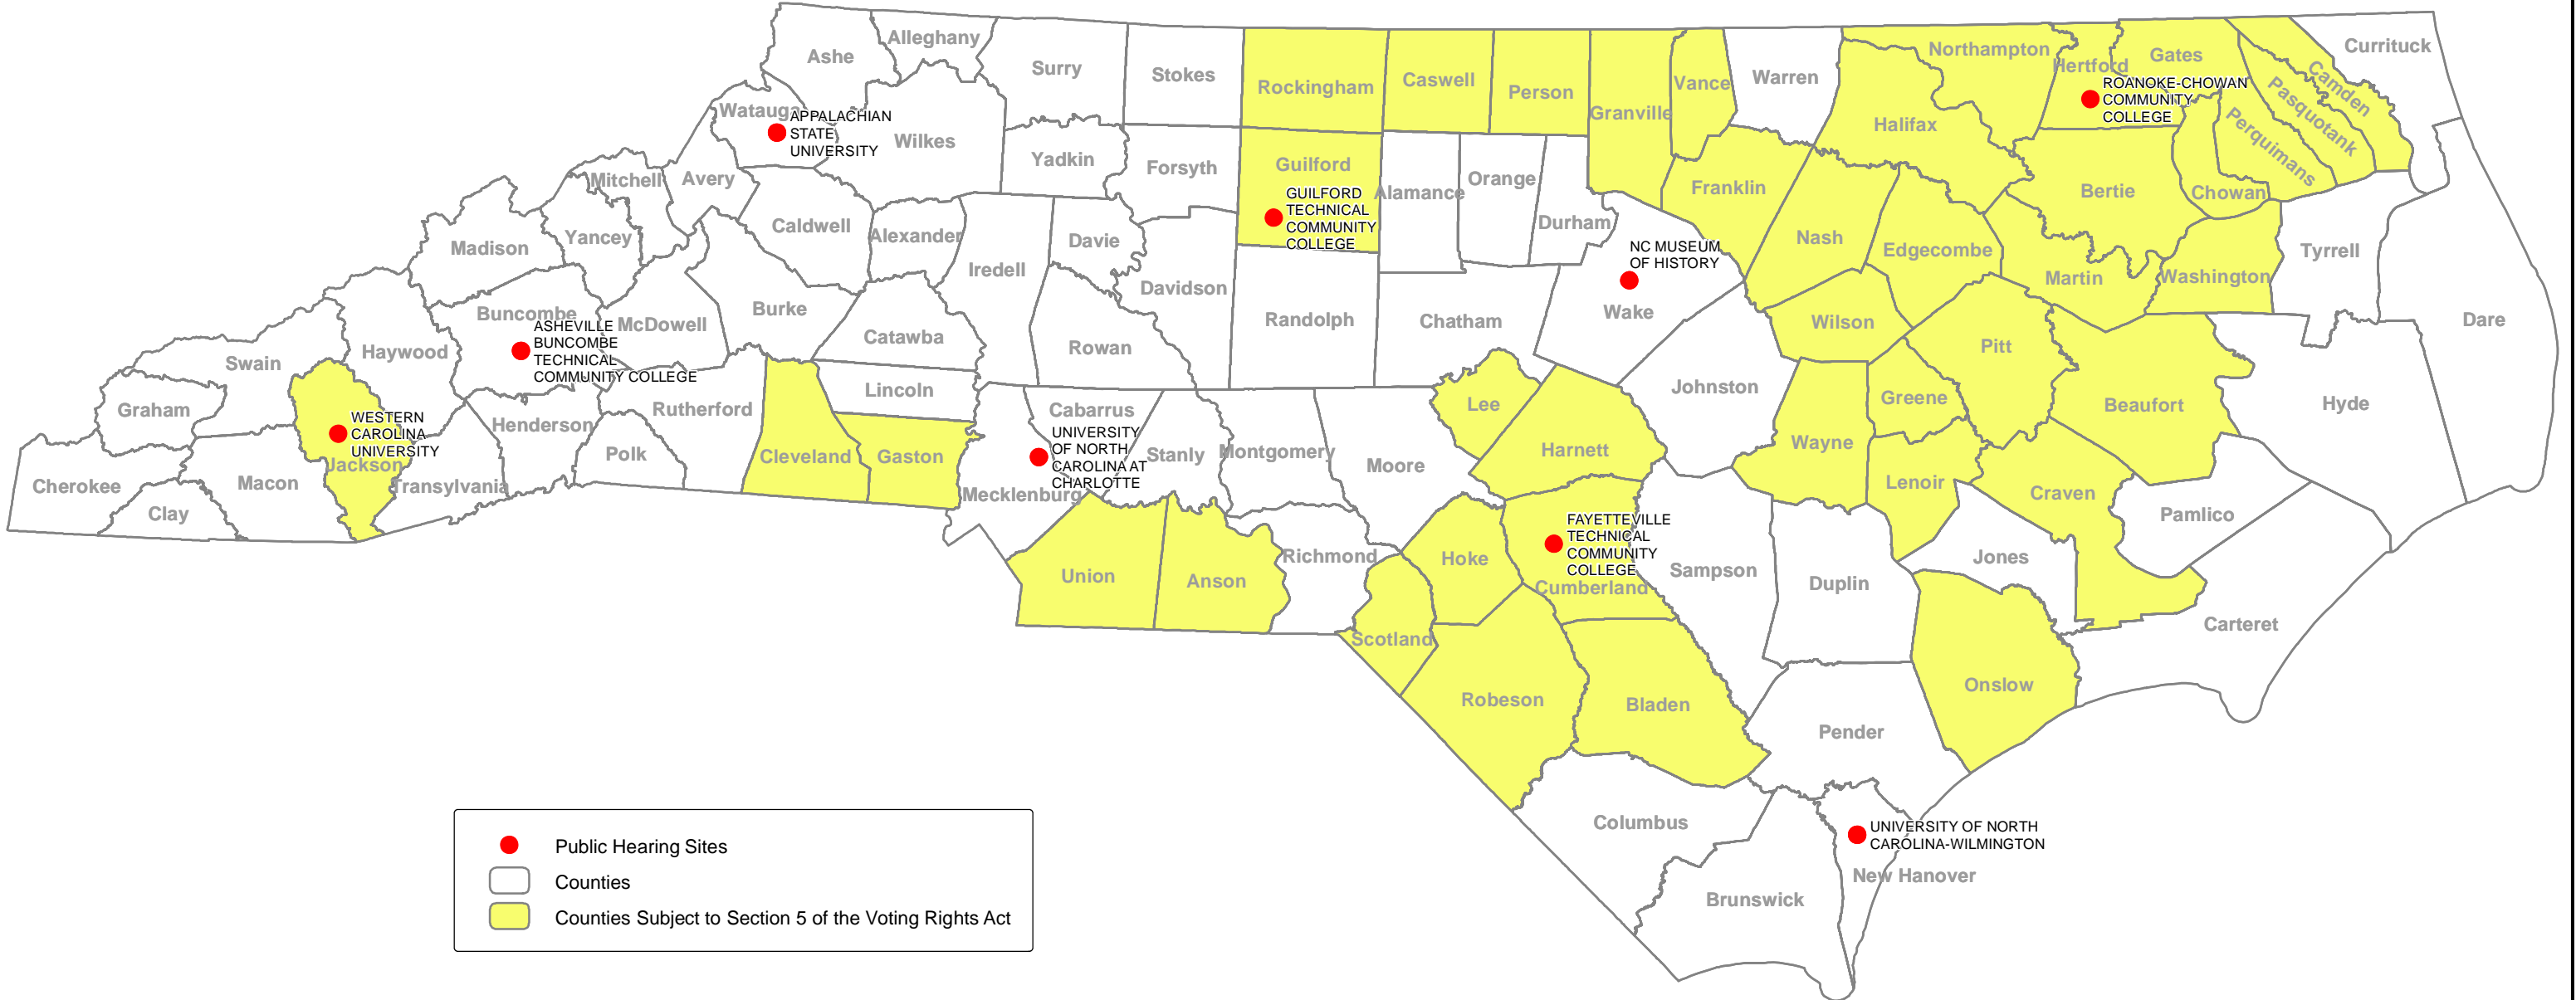 Ashe
Alleghany
Surry
Stokes
Rockingham
Caswell
Person
Granville
Vance
Warren
Northampton
Hertford
Gates
Camden
Pasquotank
Perquimans
Currituck
Watauga
APPALACHIAN
STATE
UNIVERSITY
Wilkes
Yadkin
Forsyth
Guilford
GUILFORD
TECHNICAL
COMMUNITY
COLLEGE
Alamance
Orange
Durham
Franklin
Halifax
ROANOKE-CHOWAN
COMMUNITY
COLLEGE
Bertie
Chowan
Mitchell
Avery
Caldwell
Alexander
Iredell
Davie
Davidson
Randolph
Chatham
NC MUSEUM
OF HISTORY
Wake
Nash
Edgecombe
Martin
Washington
Tyrrell
Dare
Madison
Yancey
Buncombe
ASHEVILLE
BUNCOMBE
TECHNICAL
COMMUNITY COLLEGE
McDowell
Burke
Catawba
Rowan
Wilson
Pitt
Johnston
Swain
Haywood
Graham
WESTERN
CAROLINA
UNIVERSITY
Jackson
Henderson
Rutherford
Polk
Cleveland
Lincoln
Gaston
Cabarrus
UNIVERSITY
OF NORTH
CAROLINA AT
CHARLOTTE
Mecklenburg
Stanly
Montgomery
Moore
Lee
Harnett
Wayne
Greene
Lenoir
Beaufort
Hyde
Craven
Pamlico
Cherokee
Clay
Macon
Transylvania
Union
Anson
Richmond
Scotland
Hoke
FAYETTEVILLE
TECHNICAL
COMMUNITY
COLLEGE
Cumberland
Sampson
Duplin
Jones
Carteret
Onslow
Robeson
Bladen
Pender
Columbus
Brunswick
UNIVERSITY OF NORTH
CAROLINA-WILMINGTON
New Hanover
Public Hearing Sites
Counties
Counties Subject to Section 5 of the Voting Rights Act